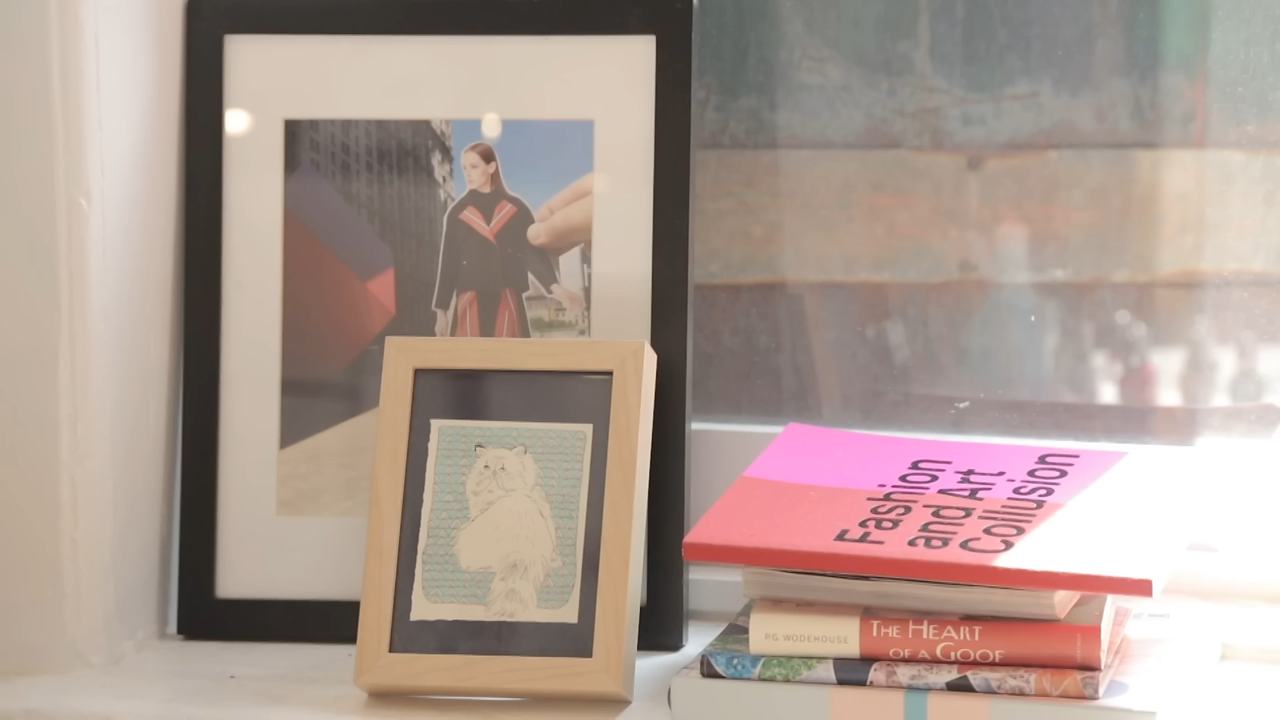 Fashion
and Art
Collusion
P.G. WODEHOUSE
THE HEART
OF A GOOF